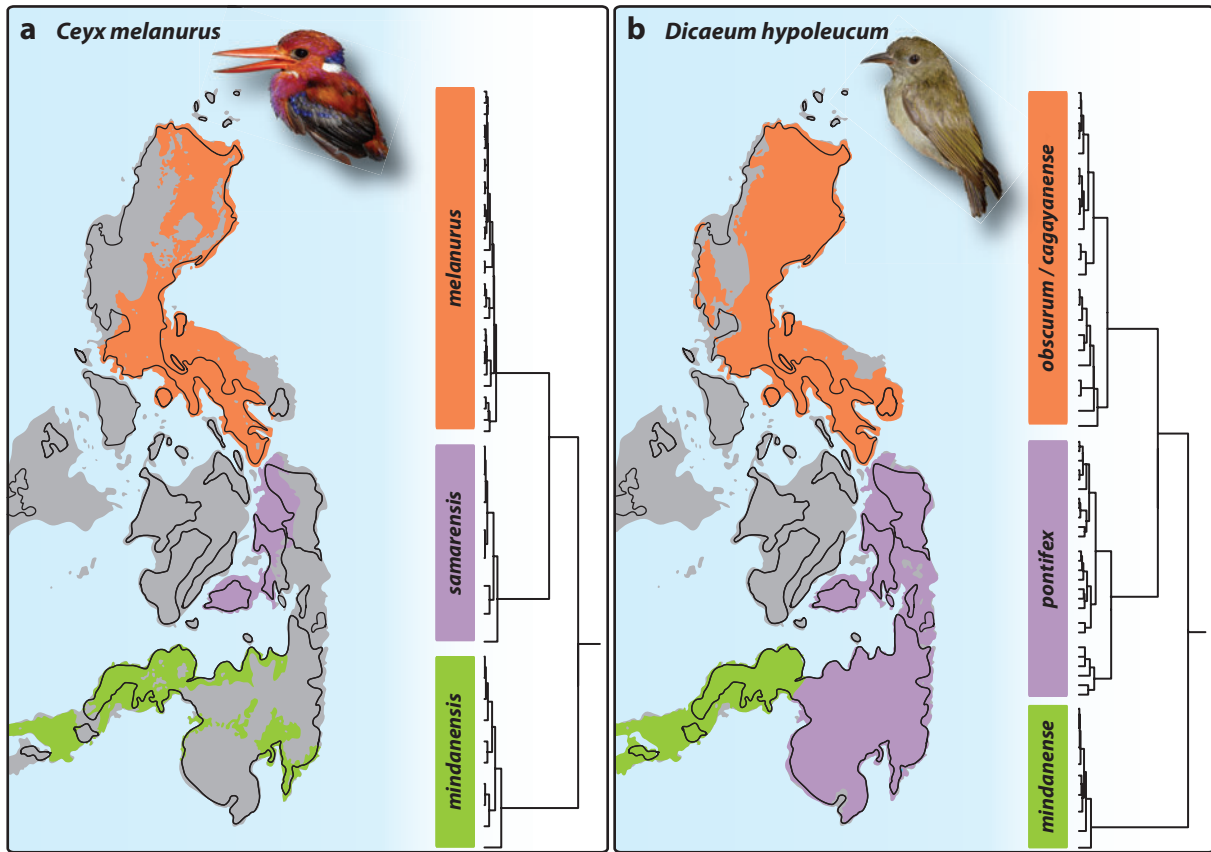 a Ceyx melanurus
melanurus
samarensis
mindanensis
b Dicaeum hypoleucum
obscurum / cagayanense
pontifex
mindanense